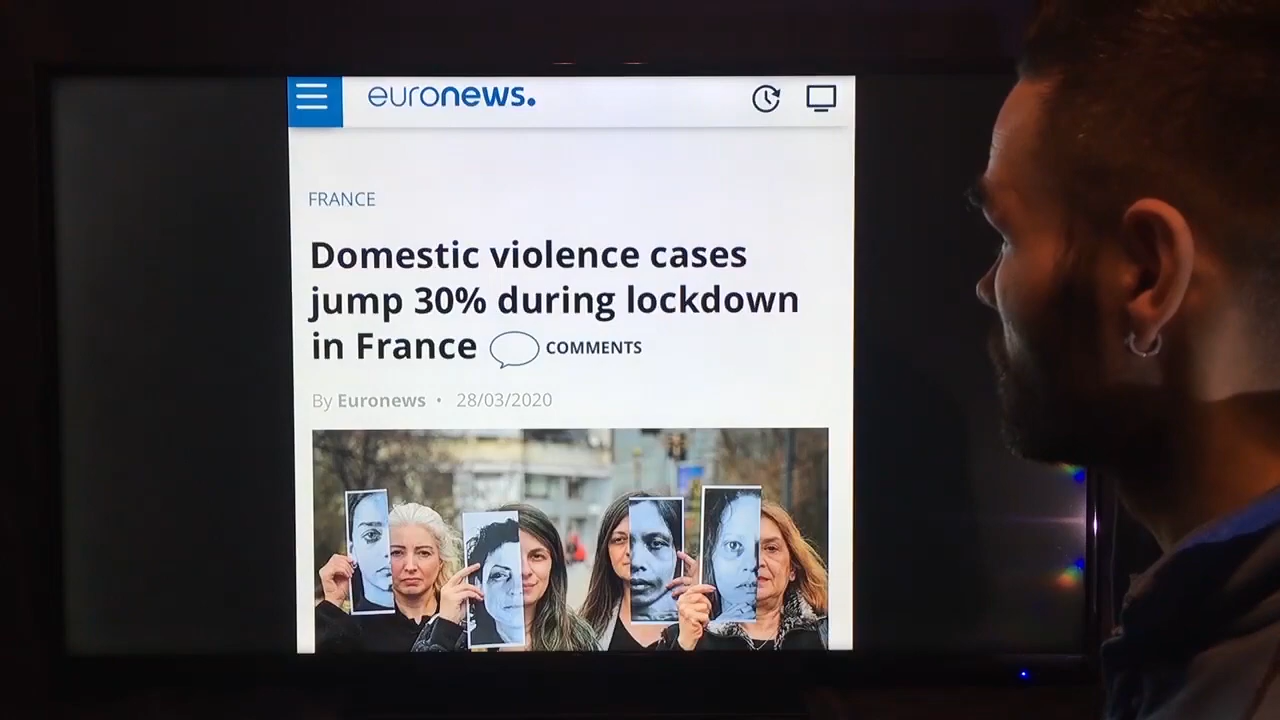 euronews.
FRANCE
Domestic violence cases
jump 30% during lockdown
in France COMMENTS
By Euronews • 28/03/2020